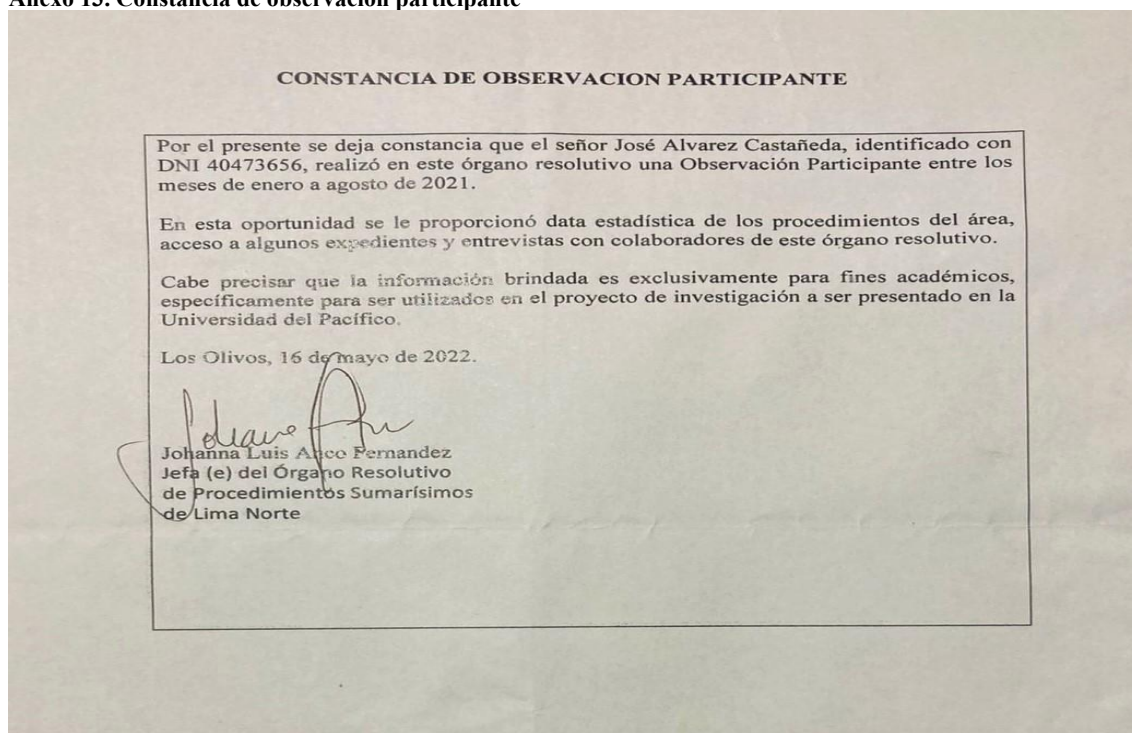 Anexo 13. Constancia de observación participante
CONSTANCIA DE OBSERVACION PARTICIPANTE
Por el presente se deja constancia que el señor José Alvarez Castañeda, identificado con
DNI 40473656, realizó en este órgano resolutivo una Observación Participante entre los
meses de enero a agosto de 2021.
En esta oportunidad se le proporcionó data estadística de los procedimientos del área,
acceso a algunos expedientes y entrevistas con colaboradores de este órgano resolutivo.
Cabe precisar que la información brindada es exclusivamente para fines académicos,
específicamente para ser utilizados en el proyecto de investigación a ser presentado en la
Universidad del Pacífico.
Los Olivos, 16 de mayo de 2022.
Johanna Luis Fernandez
Jefa (e) del Órgano Resolutivo
de Procedimientos Sumarísimos
de Lima Norte